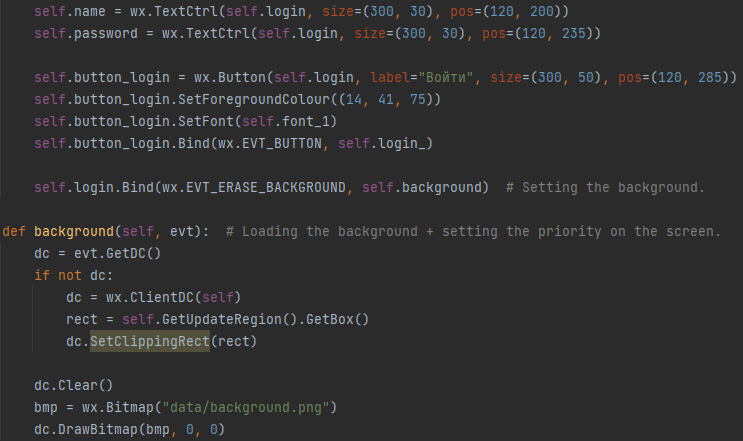 self.name = wx.TextCtrl(self.login, size=(300, 30), pos=(120, 200))
self.password = wx.TextCtrl(self.login, size=(300, 30), pos=(120, 235))
self.button_login = wx.Button(self.login, label="Войти", size=(300, 50), pos=(120, 285))
self.button_login.SetForegroundColour((14, 41, 75))
self.button_login.SetFont(self.font_1)
self.button_login.Bind(wx.EVT_BUTTON, self.login_)
self.login.Bind(wx.EVT_ERASE_BACKGROUND, self.background)  # Setting the background.
def background(self, evt):  # Loading the background + setting the priority on the screen.
dc = evt.GetDC()
if not dc:
dc = wx.ClientDC(self)
rect = self.GetUpdateRegion().GetBox()
dc.SetClippingRect(rect)
dc.Clear()
bmp = wx.Bitmap("data/background.png")
dc.DrawBitmap(bmp, 0, 0)